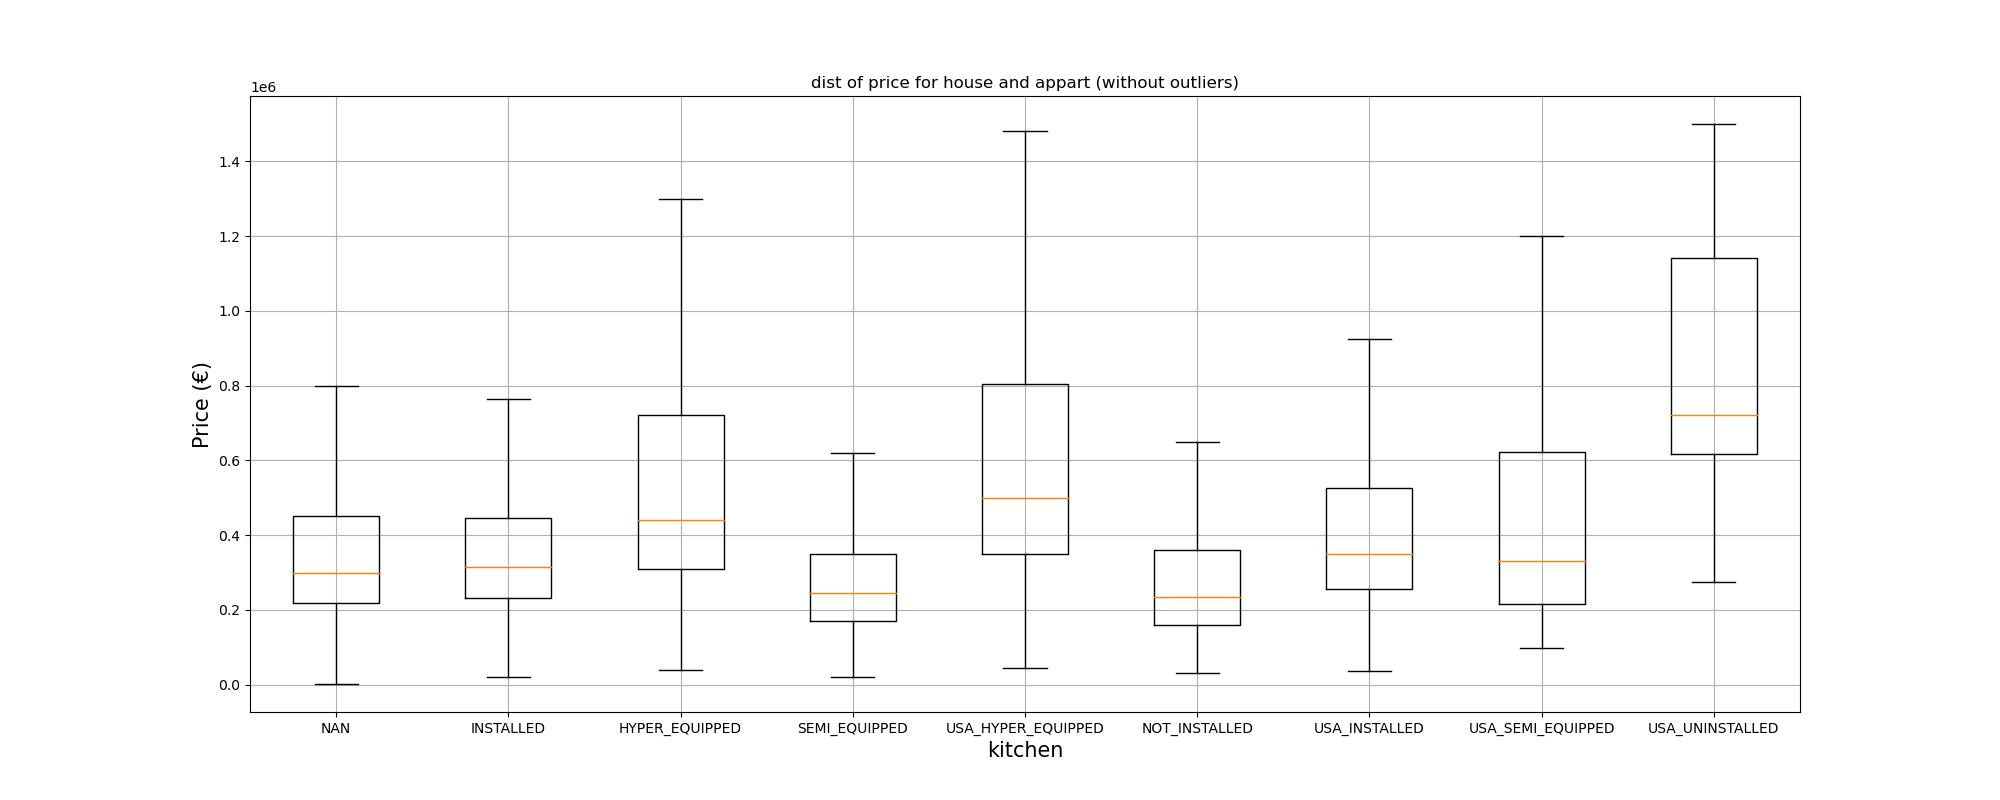 dist of price for house and appart (without outliers)
1e6
1.4
1.2
1.0
0.8
0.6
0.4
0.2
0.0
Price (€)
NAN INSTALLED HYPER_EQUIPPED SEMI_EQUIPPED USA_HYPER_EQUIPPED NOT_INSTALLED USA_INSTALLED USA_SEMI_EQUIPPED USA_UNINSTALLED
kitchen